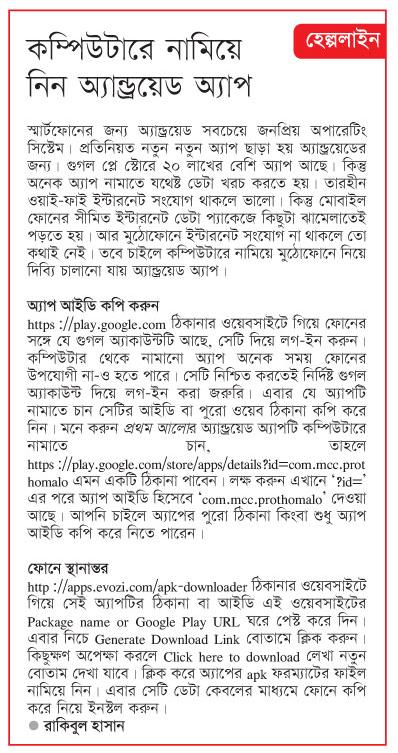 হেল্পলাইন
কম্পিউটারে নামিয়ে
নিন অ্যান্ড্রয়েড অ্যাপ
স্মার্টফোনের জন্য অ্যান্ড্রয়েড সবচেয়ে জনপ্রিয় অপারেটিং
সিস্টেম। প্রতিনিয়ত নতুন নতুন অ্যাপ ছাড়া হয় অ্যান্ড্রয়েডের
জন্য। গুগল প্লে স্টোরে ২০ লাখের বেশি অ্যাপ আছে। কিন্তু
অনেক অ্যাপ নামাতে যথেষ্ট ডেটা খরচ করতে হয়। তারহীন
ওয়াই-ফাই ইন্টারনেট সংযোগ থাকলে ভালো। কিন্তু মোবাইল
ফোনের সীমিত ইন্টারনেট ডেটা প্যাকেজে কিছুটা ঝামেলাতেই
পড়তে হয়। আর মুঠোফোনে ইন্টারনেট সংযোগ না থাকলে তো
কথাই নেই। তবে চাইলে কম্পিউটারে নামিয়ে মুঠোফোনে নিয়ে
দিব্যি চালানো যায় অ্যান্ড্রয়েড অ্যাপ।
অ্যাপ আইডি কপি করুন
https ://play.google.com ঠিকানার ওয়েবসাইটে গিয়ে ফোনের
সঙ্গে যে গুগল অ্যাকাউন্টটি আছে, সেটি দিয়ে লগ-ইন করুন।
কম্পিউটার থেকে নামানো অ্যাপ অনেক সময় ফোনের
উপযোগী না-ও হতে পারে। সেটি নিশ্চিত করতেই নির্দিষ্ট গুগল
অ্যাকাউন্ট দিয়ে লগ-ইন করা জরুরি। এবার যে অ্যাপটি
নামাতে চান সেটির আইডি বা পুরো ওয়েব ঠিকানা কপি করে
নিন। মনে করুন প্রথম আলোর অ্যান্ড্রয়েড অ্যাপটি কম্পিউটারে
নামাতে চান, তাহলে
https ://play.google.com/store/apps/details?id=com.mcc.prot
homalo এমন একটি ঠিকানা পাবেন। লক্ষ করুন এখানে ‘?id=’
এর পরে অ্যাপ আইডি হিসেবে ‘com.mcc.prothomalo’ দেওয়া
আছে। আপনি চাইলে অ্যাপের পুরো ঠিকানা কিংবা শুধু অ্যাপ
আইডি কপি করে নিতে পারেন।
ফোনে স্থানান্তর
http ://apps.evozi.com/apk-downloader ঠিকানার ওয়েবসাইটে
গিয়ে সেই অ্যাপটির ঠিকানা বা আইডি এই ওয়েবসাইটের
Package name or Google Play URL ঘরে পেস্ট করে দিন।
এবার নিচে Generate Download Link বোতামে ক্লিক করুন।
কিছুক্ষণ অপেক্ষা করলে Click here to download লেখা নতুন
বোতাম দেখা যাবে। ক্লিক করে অ্যাপের apk ফরম্যাটের ফাইল
নামিয়ে নিন। এবার সেটি ডেটা কেবলের মাধ্যমে ফোনে কপি
করে নিয়ে ইনস্টল করুন।
● রাকিবুল হাসান